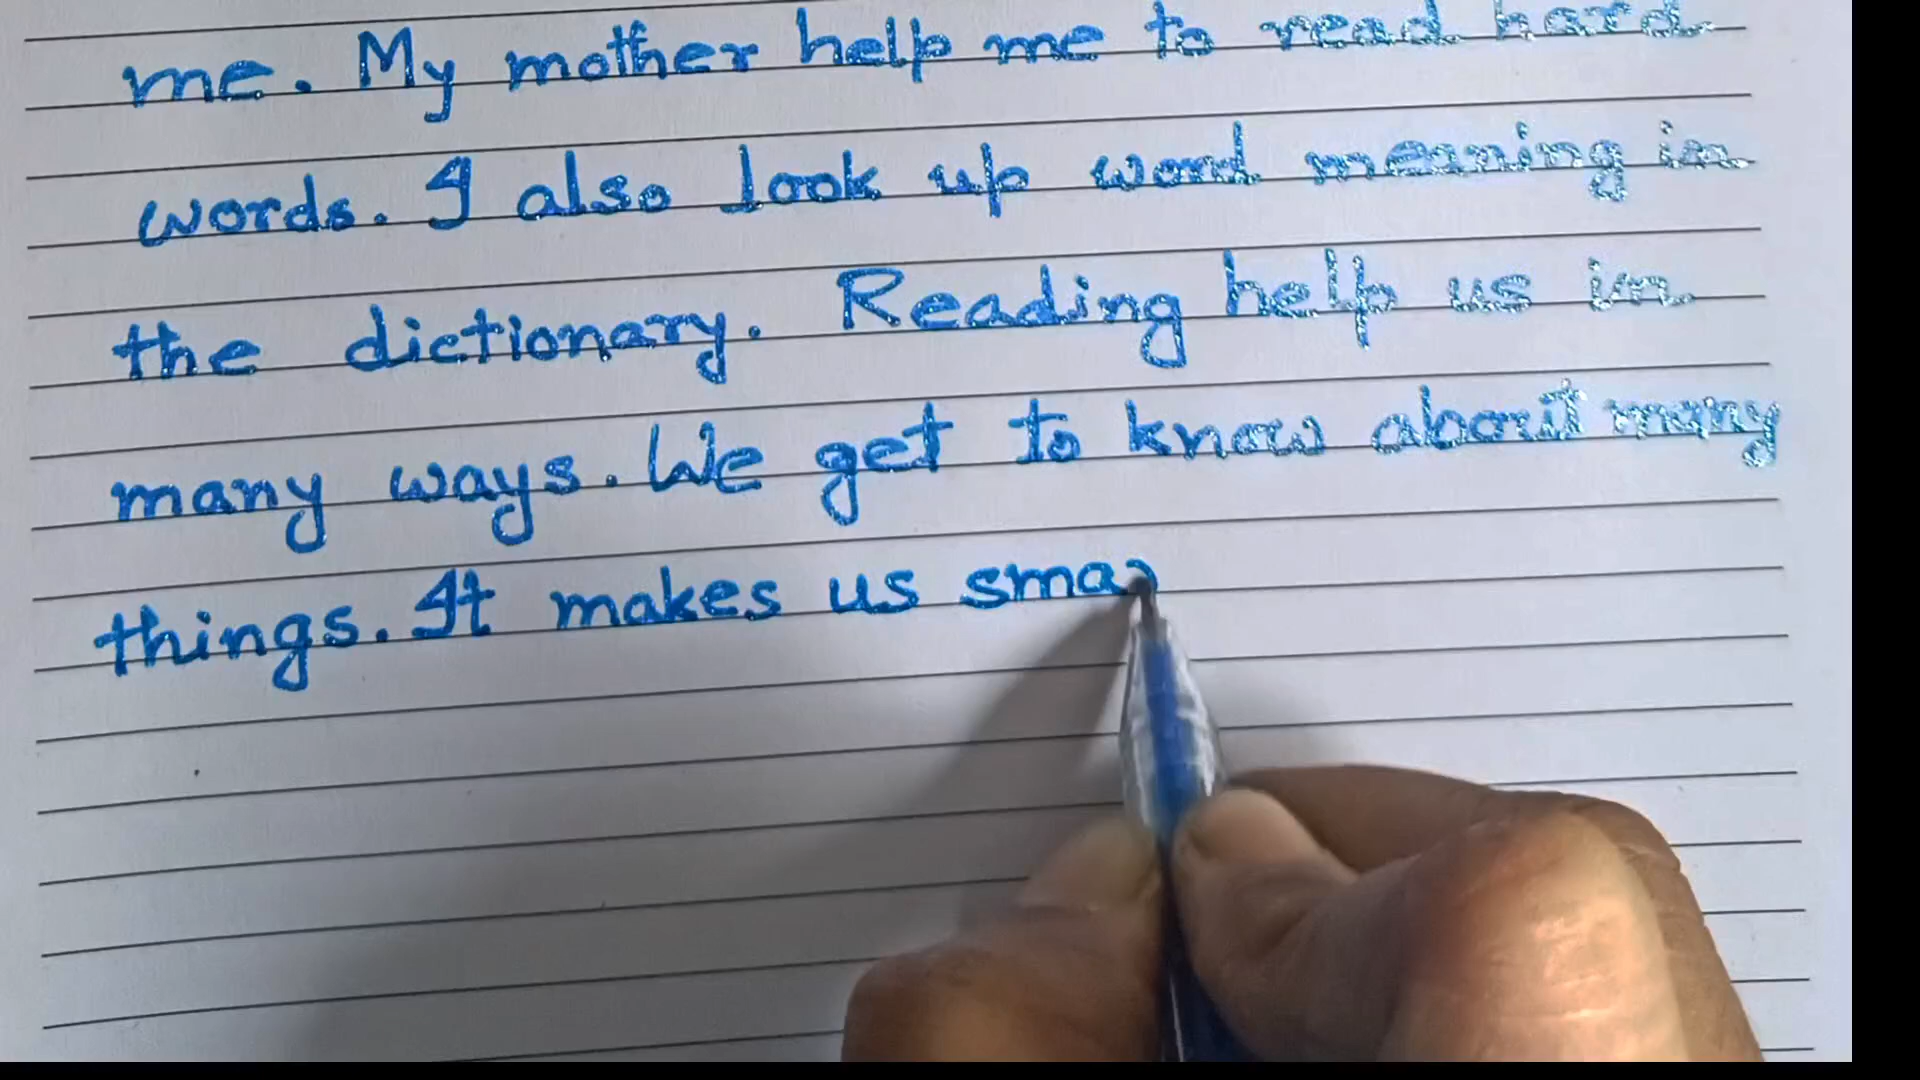 me. My mother help me to read hard
words. I also look up word meaning in
the dictionary. Reading help us in
many ways. We get to know about many
things. It makes us smar